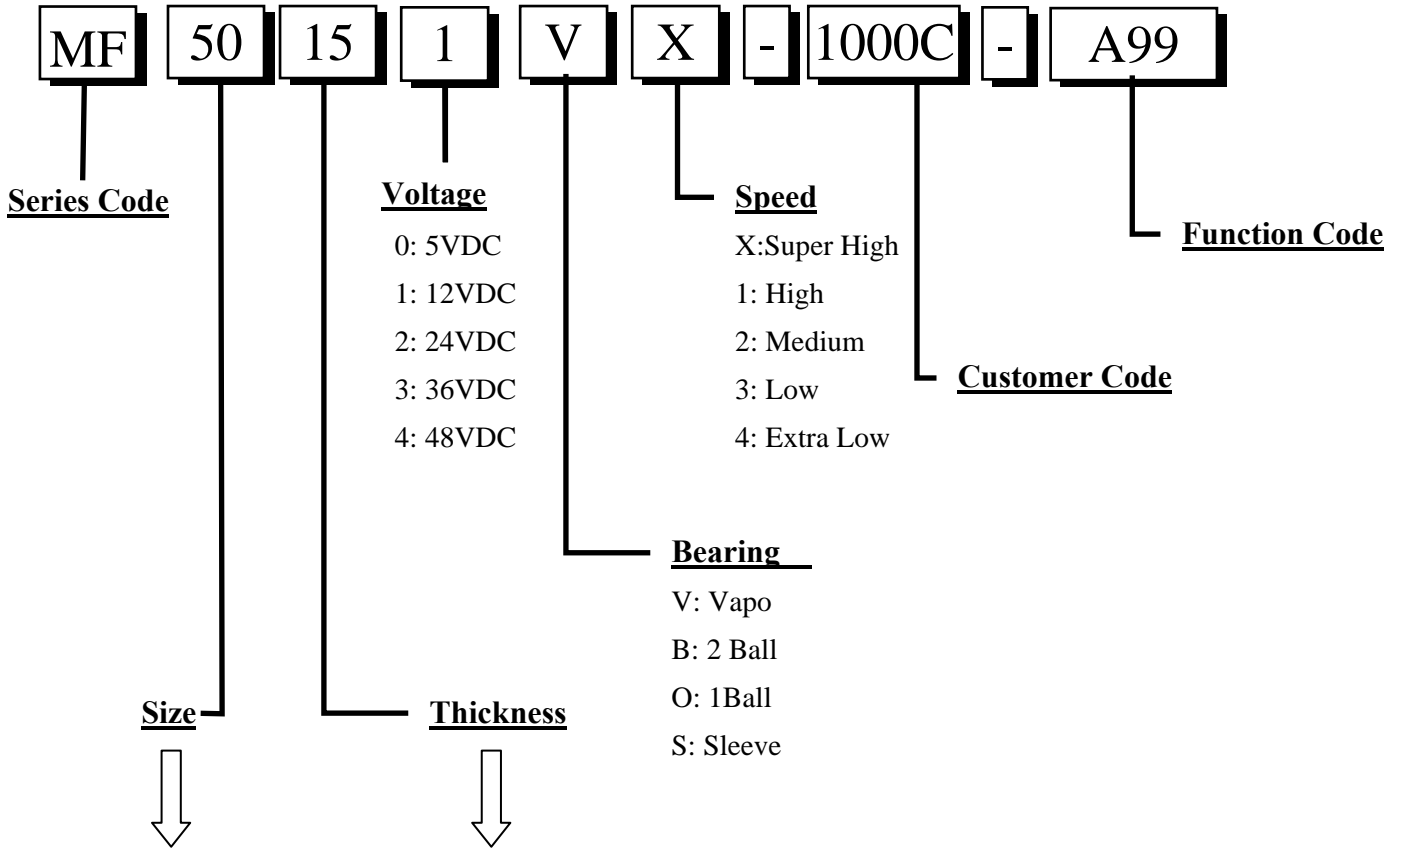 MF 50 15 1 V X - 1000C - A99
Series Code
Voltage
0: 5VDC
1: 12VDC
2: 24VDC
3: 36VDC
4: 48VDC
Speed
X:Super High
1: High
2: Medium
3: Low
4: Extra Low
Function Code
Customer Code
Bearing
V: Vapo
B: 2 Ball
O: 1Ball
S: Sleeve
Size
Thickness